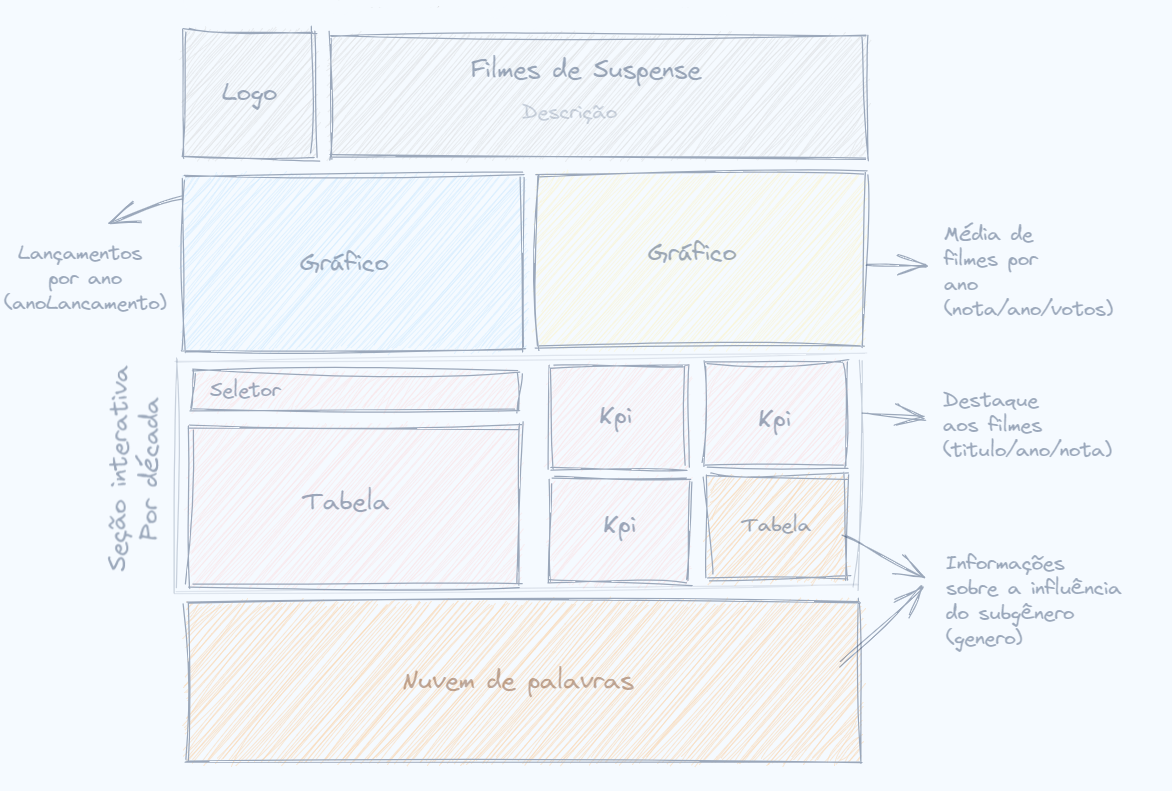 Logo
Filmes de Suspense
Descrição
Gráfico
Gráfico
Lançamentos
por ano
(anoLancamento)
Média de
filmes por
ano
(nota/ano/votos)
Seção interativa
Por década
Seletor
Tabela
Kpi
Kpi
Kpi
Tabela
Destaque
aos filmes
(titulo/ano/nota)
Informações
sobre a influência
do subgênero
(genero)
Nuvem de palavras